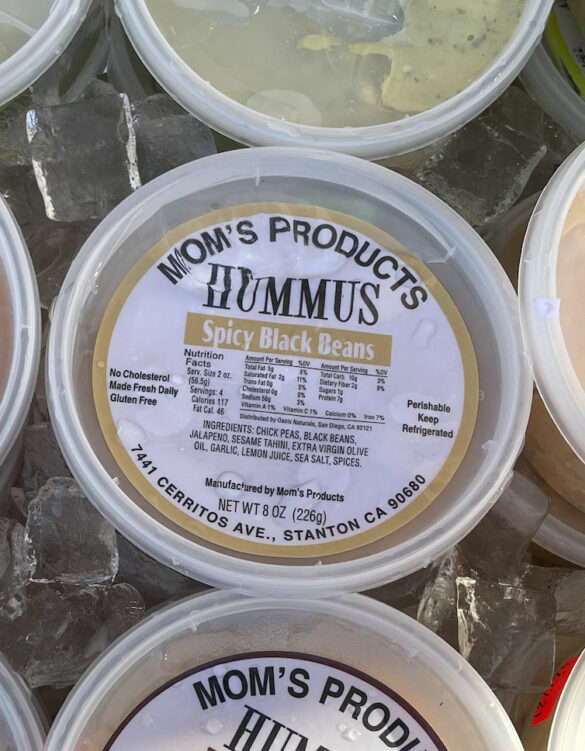 MOM'S PRODUCTS
HUMMUS
Spicy Black Beans
Nutrition
Facts
Serv. Size 2 oz.
(56.5g)
Servings: 4
Calories 117
Fat Cal. 46
Amount Per Serving %DV
Total Fat 5g 8%
Saturated Fat 2g 11%
Trans Fat 0g 0%
Cholesterol 0g 0%
Sodium 56g 3%
Amount Per Serving %DV
Total Carb. 10g 3%
Dietary Fiber 2g 9%
Sugars 1g
Protein 7g
Vitamin A 1% Vitamin C 1% Calcium 0% Iron 7%
Distributed by Oasis Naturals, San Diego, CA 92121
No Cholesterol
Made Fresh Daily
Gluten Free
Perishable
Keep
Refrigerated
INGREDIENTS: CHICK PEAS, BLACK BEANS,
JALAPENO, SESAME TAHINI, EXTRA VIRGIN OLIVE
OIL, GARLIC, LEMON JUICE, SEA SALT, SPICES.
Manufactured by Mom's Products
NET WT 8 OZ (226g)
7441 CERRITOS AVE., STANTON CA 90680
MOM'S PRODU
HUMMUS